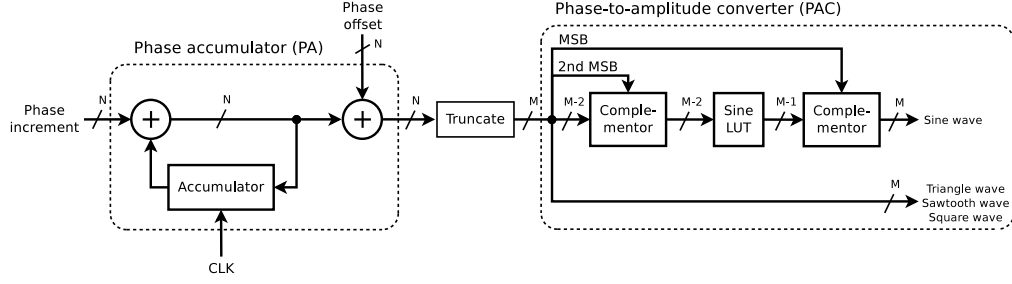 Phase-to-amplitude converter (PAC)
Phase
offset
Phase accumulator (PA)
N
MSB
2nd MSB
Phase
increment
N
N
N
Truncate
M
M-2
Comple-
mentor
M-2
Sine
LUT
M-1
Comple-
mentor
M
Sine wave
Accumulator
M
Triangle wave
Sawtooth wave
Square wave
CLK